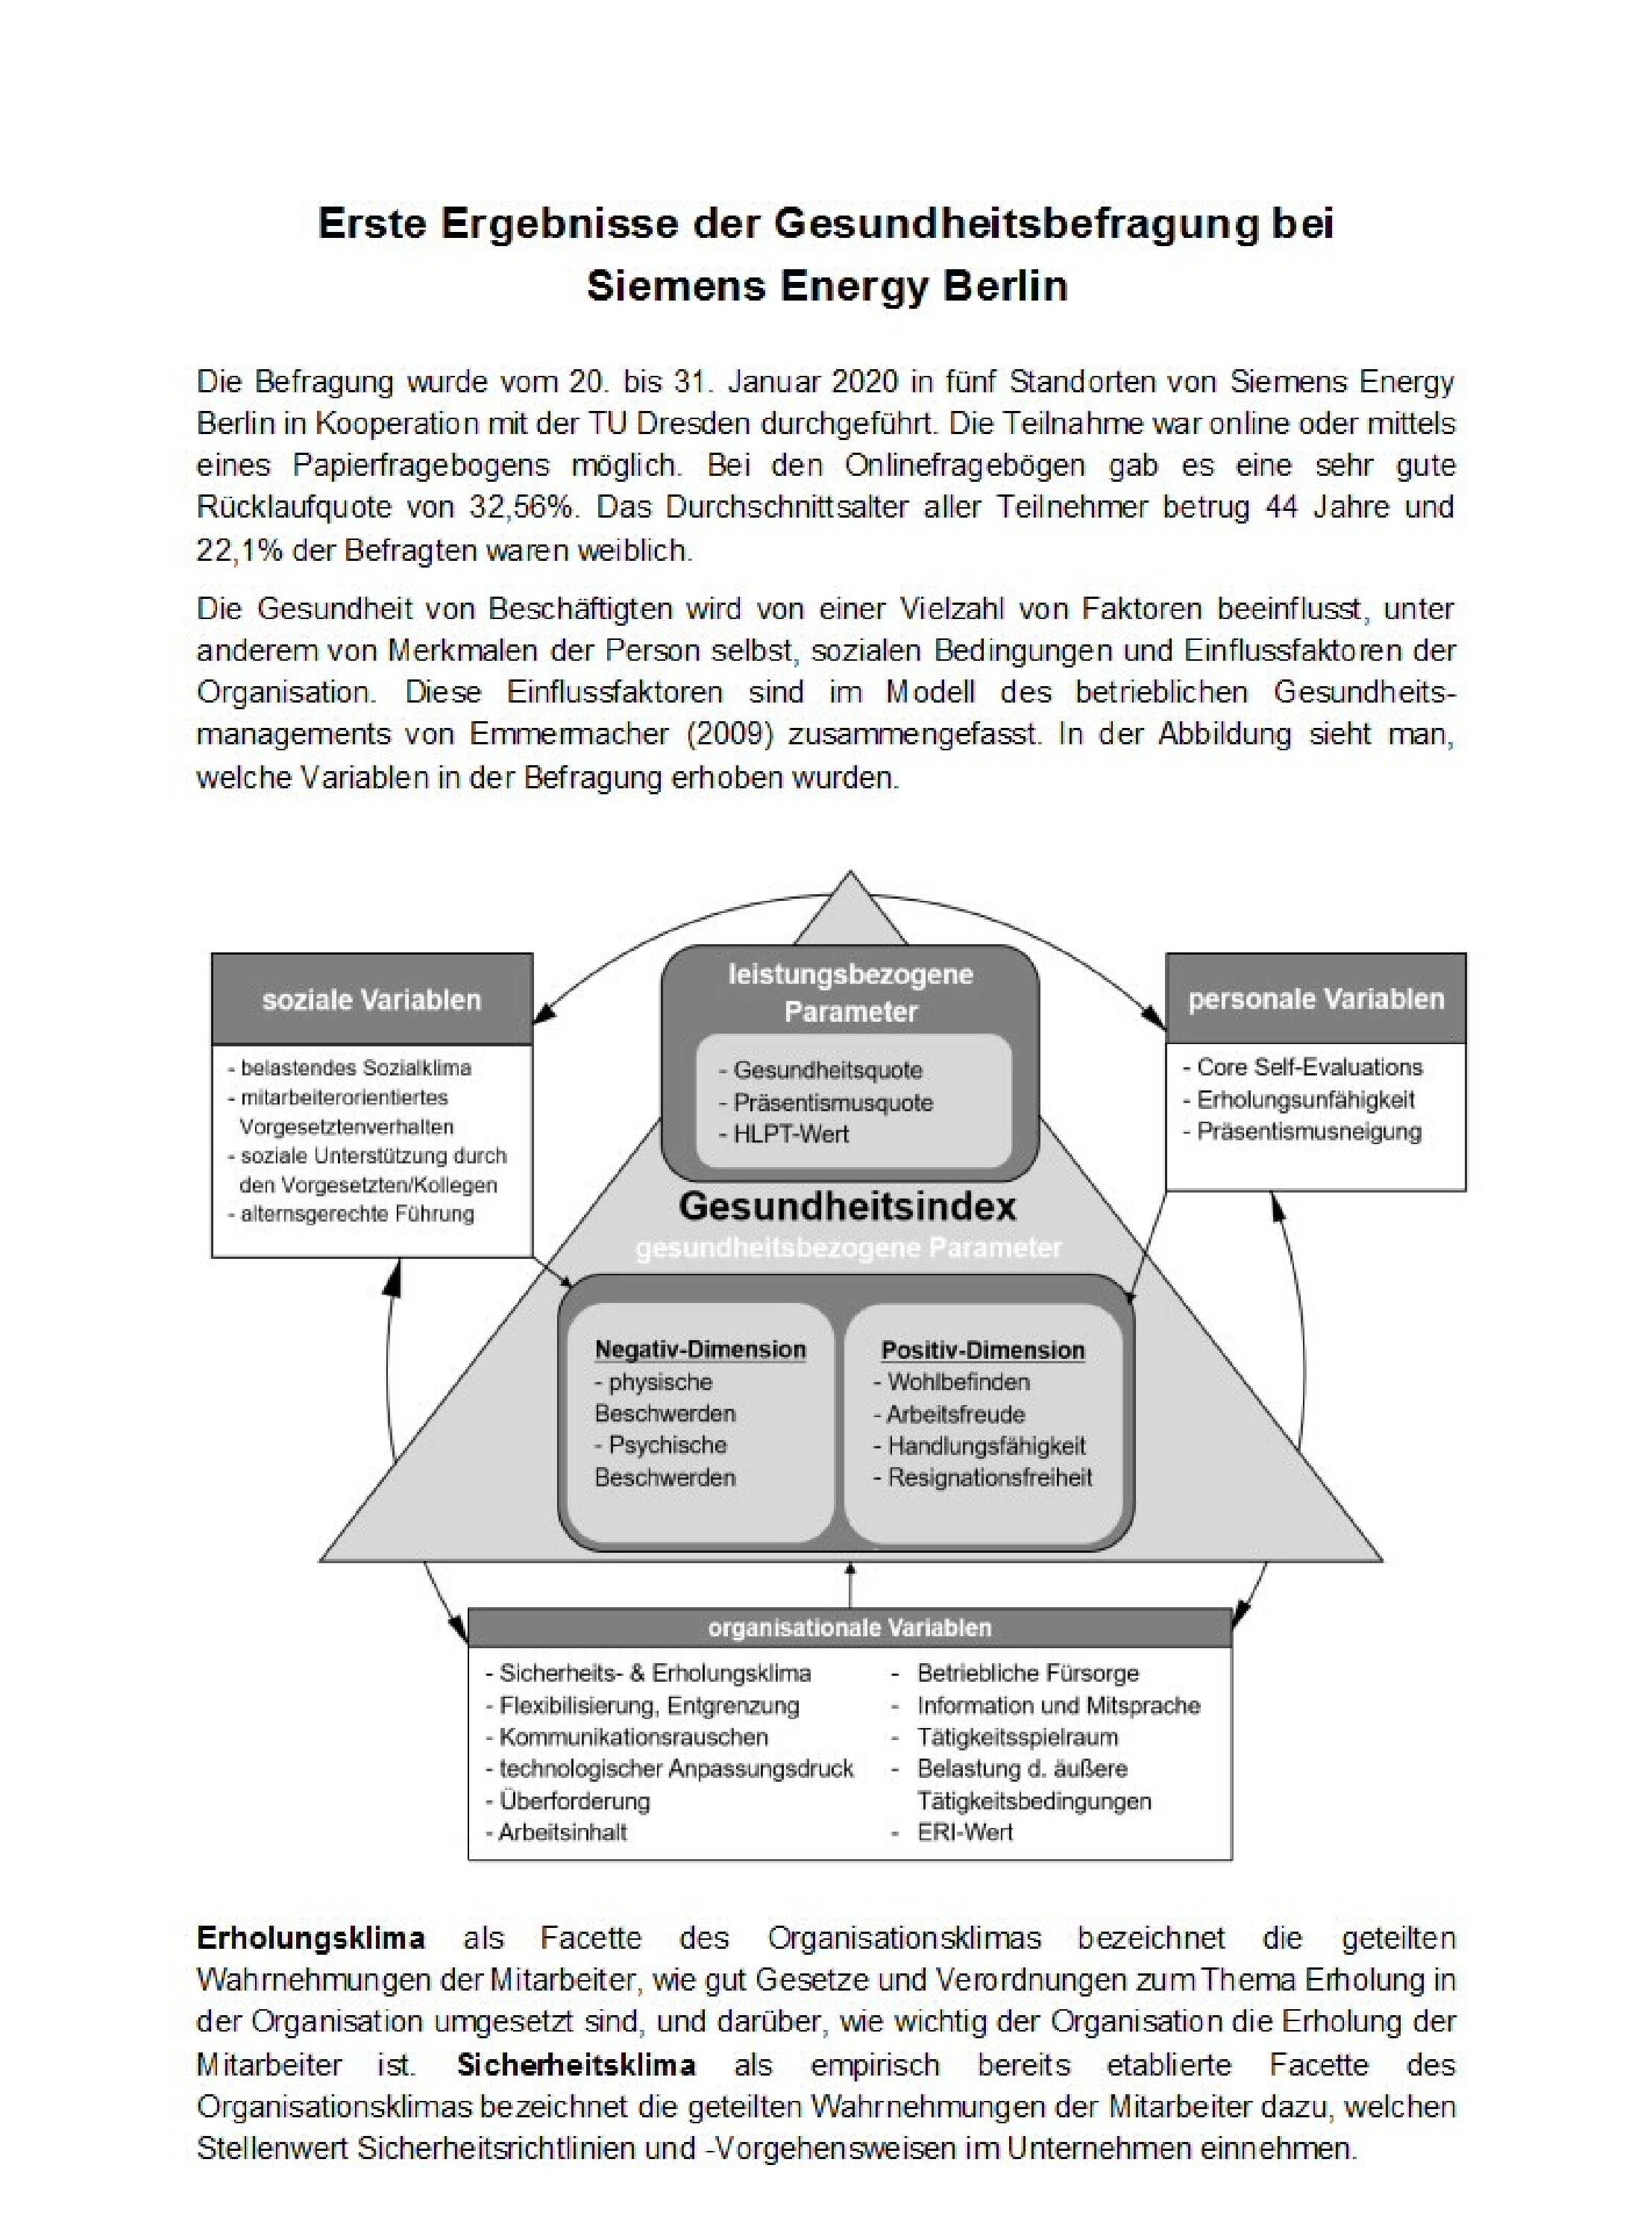 Erste Ergebnisse der Gesundheitsbefragung bei
Siemens Energy Berlin
Die Befragung wurde vom 20. bis 31. Januar 2020 in fünf Standorten von Siemens Energy
Berlin in Kooperation mit der TU Dresden durchgeführt. Die Teilnahme war online oder mittels
eines Papierfragebogens möglich. Bei den Onlinefragebögen gab es eine sehr gute
Rücklaufquote von 32,56%. Das Durchschnittsalter aller Teilnehmer betrug 44 Jahre und
22,1% der Befragten waren weiblich.
Die Gesundheit von Beschäftigten wird von einer Vielzahl von Faktoren beeinflusst, unter
anderem von Merkmalen der Person selbst, sozialen Bedingungen und Einflussfaktoren der
Organisation. Diese Einflussfaktoren sind im Modell des betrieblichen Gesundheits-
managements von Emmermacher (2009) zusammengefasst. In der Abbildung sieht man,
welche Variablen in der Befragung erhoben wurden.
soziale Variablen
- belastendes Sozialklima
- mitarbeiterorientiertes
Vorgesetztenverhalten
- soziale Unterstützung durch
den Vorgesetzten/Kollegen
- alternsgerechte Führung
leistungsbezogene
Parameter
- Gesundheitsquote
- Präsentismusquote
- HLPT-Wert
personale Variablen
- Core Self-Evaluations
- Erholungsunfähigkeit
- Präsentismusneigung
Gesundheitsindex
gesundheitsbezogene Parameter
Negativ-Dimension
- physische
Beschwerden
- Psychische
Beschwerden
Positiv-Dimension
- Wohlbefinden
- Arbeitsfreude
- Handlungsfähigkeit
- Resignationsfreiheit
organisationale Variablen
- Sicherheits- & Erholungsklima
- Flexibilisierung, Entgrenzung
- Kommunikationsrauschen
- technologischer Anpassungsdruck
- Überforderung
- Arbeitsinhalt
- Betriebliche Fürsorge
- Information und Mitsprache
- Tätigkeitsspielraum
- Belastung d. äußere
Tätigkeitsbedingungen
- ERI-Wert
Erholungsklima als Facette des Organisationsklimas bezeichnet die geteilten
Wahrnehmungen der Mitarbeiter, wie gut Gesetze und Verordnungen zum Thema Erholung in
der Organisation umgesetzt sind, und darüber, wie wichtig der Organisation die Erholung der
Mitarbeiter ist. Sicherheitsklima als empirisch bereits etablierte Facette des
Organisationsklimas bezeichnet die geteilten Wahrnehmungen der Mitarbeiter dazu, welchen
Stellenwert Sicherheitsrichtlinien und -Vorgehensweisen im Unternehmen einnehmen.